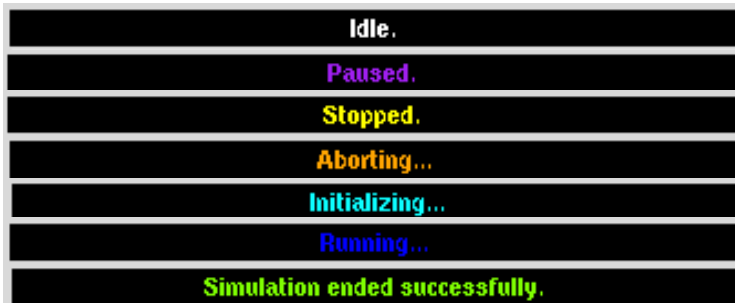 Idle.
Paused.
Stopped.
Aborting...
Initializing...
Running...
Simulation ended successfully.